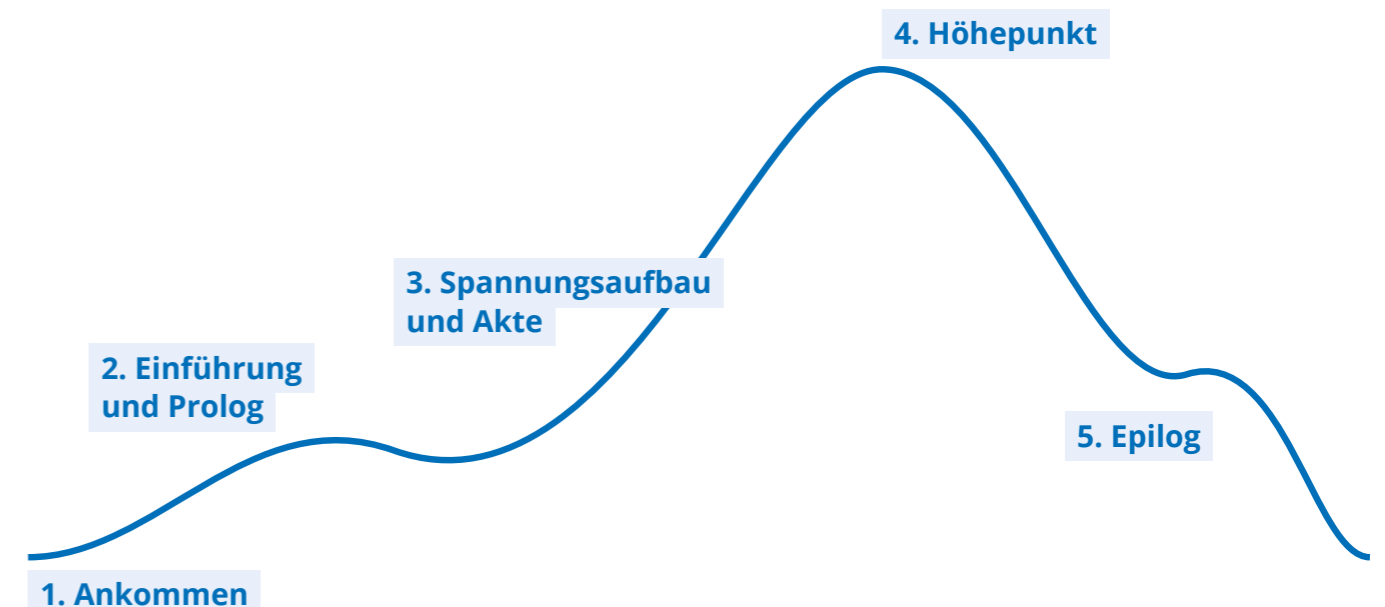 1. Ankommen
2. Einführung
und Prolog
3. Spannungsaufbau
und Akte
4. Höhepunkt
5. Epilog